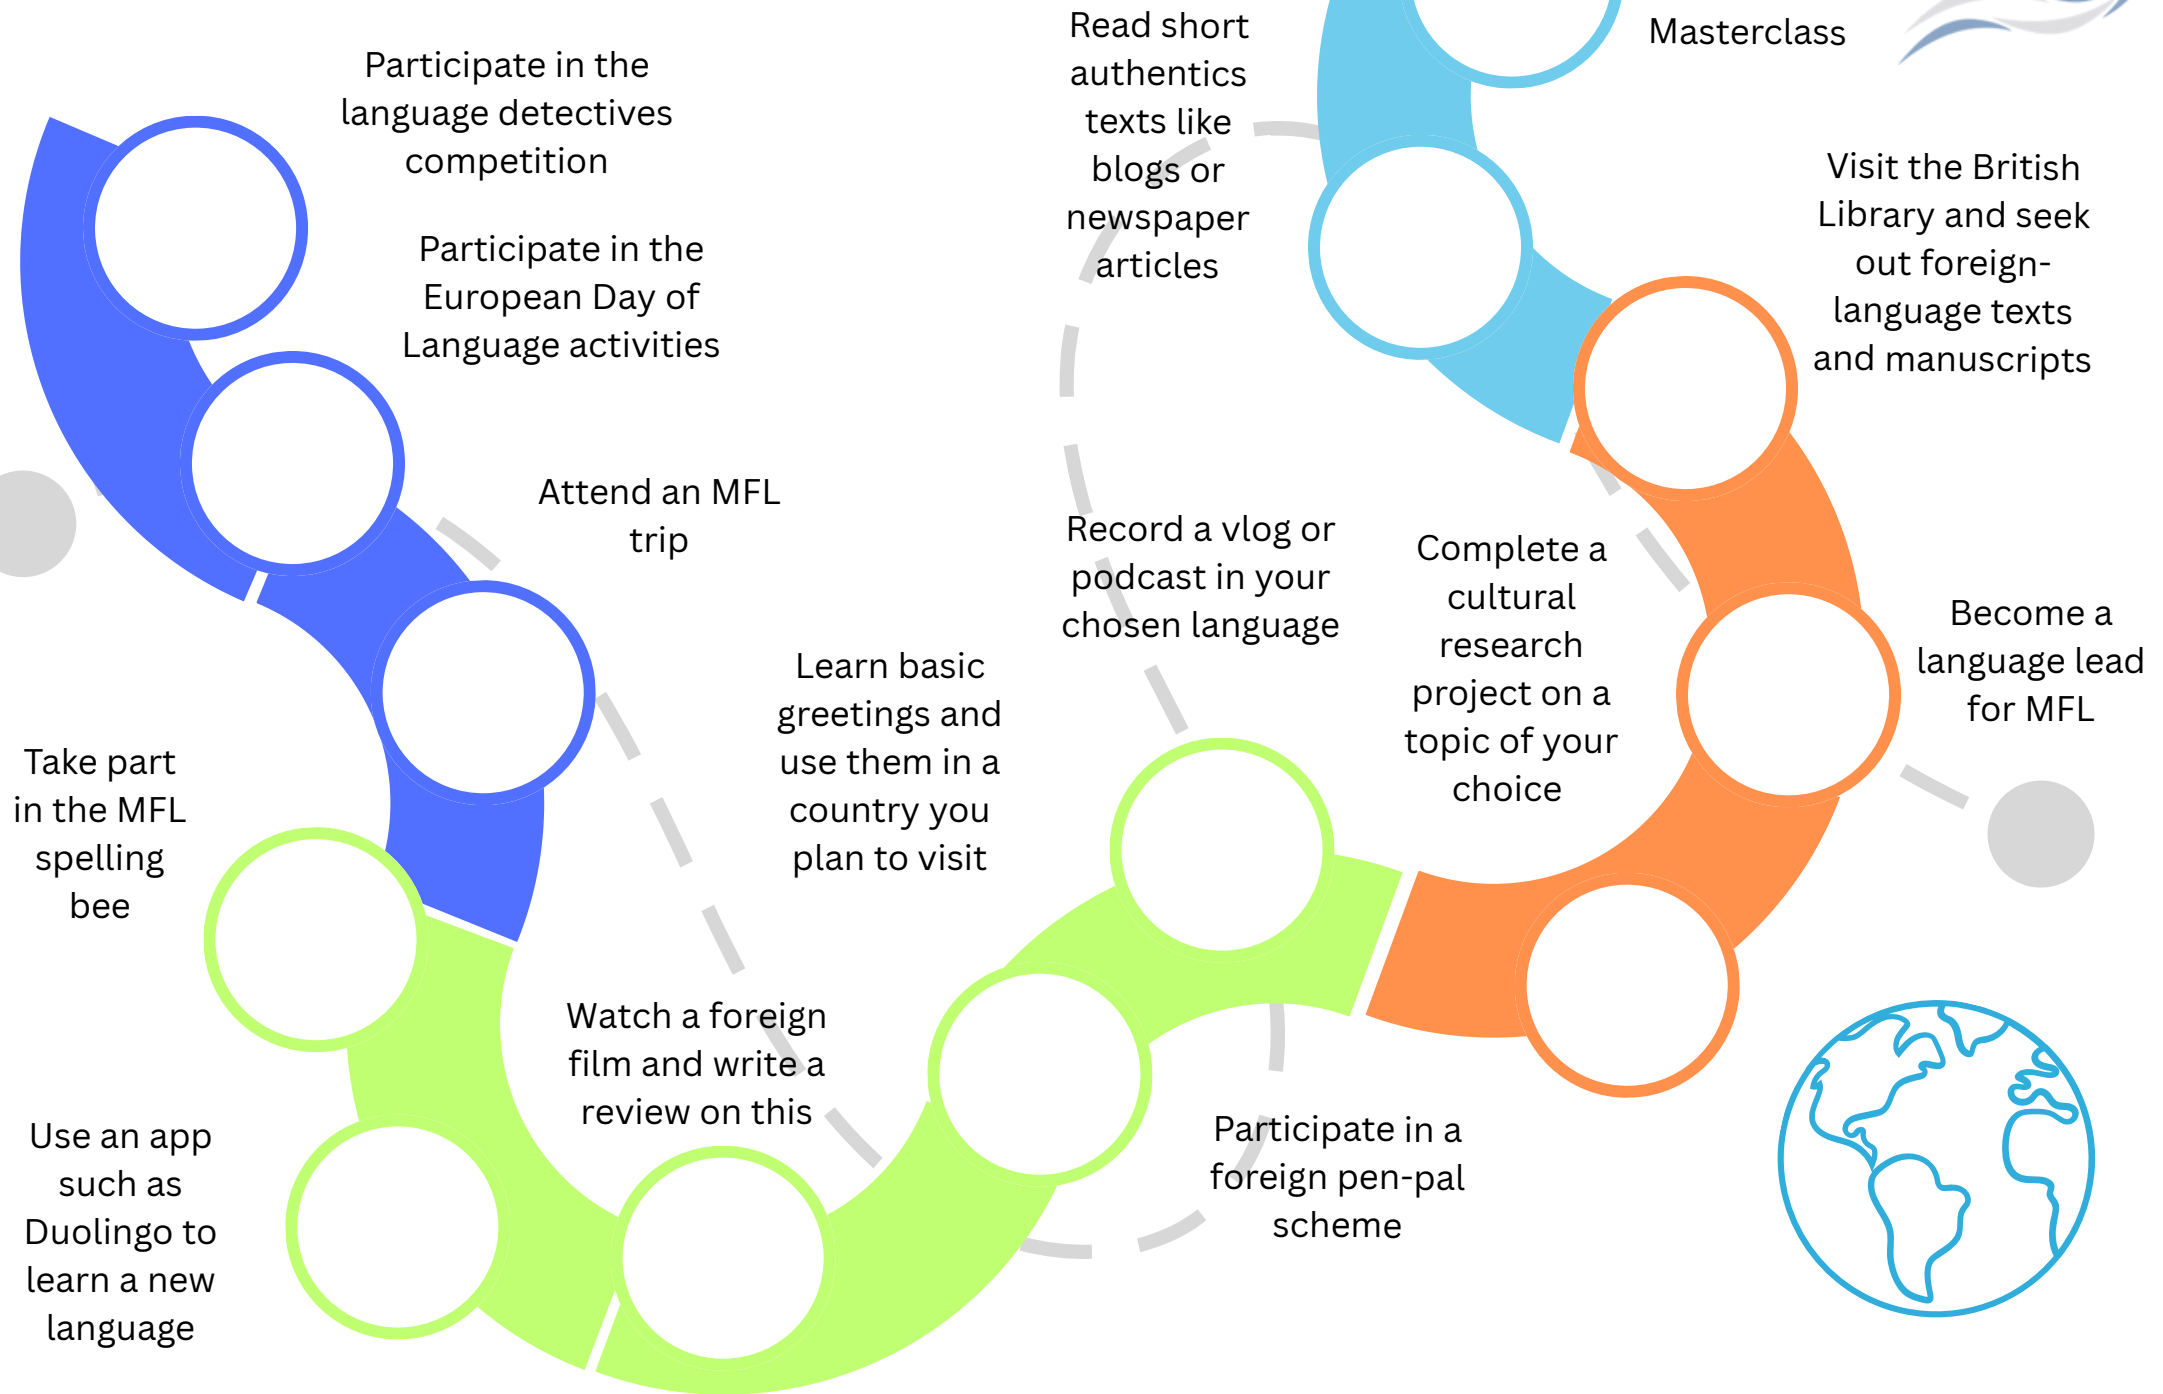 Participate in the
language detectives
competition
Participate in the
European Day of
Language activities
Attend an MFL
trip
Take part
in the MFL
spelling
bee
Use an app
such as
Duolingo to
learn a new
language
Watch a foreign
film and write a
review on this
Learn basic
greetings and
use them in a
country you
plan to visit
Record a vlog or
podcast in your
chosen language
Participate in a
foreign pen-pal
scheme
Complete a
cultural
research
project on a
topic of your
choice
Become a
language lead
for MFL
Visit the British
Library and seek
out foreign-
language texts
and manuscripts
Read short
authentics
texts like
blogs or
newspaper
articles
Masterclass